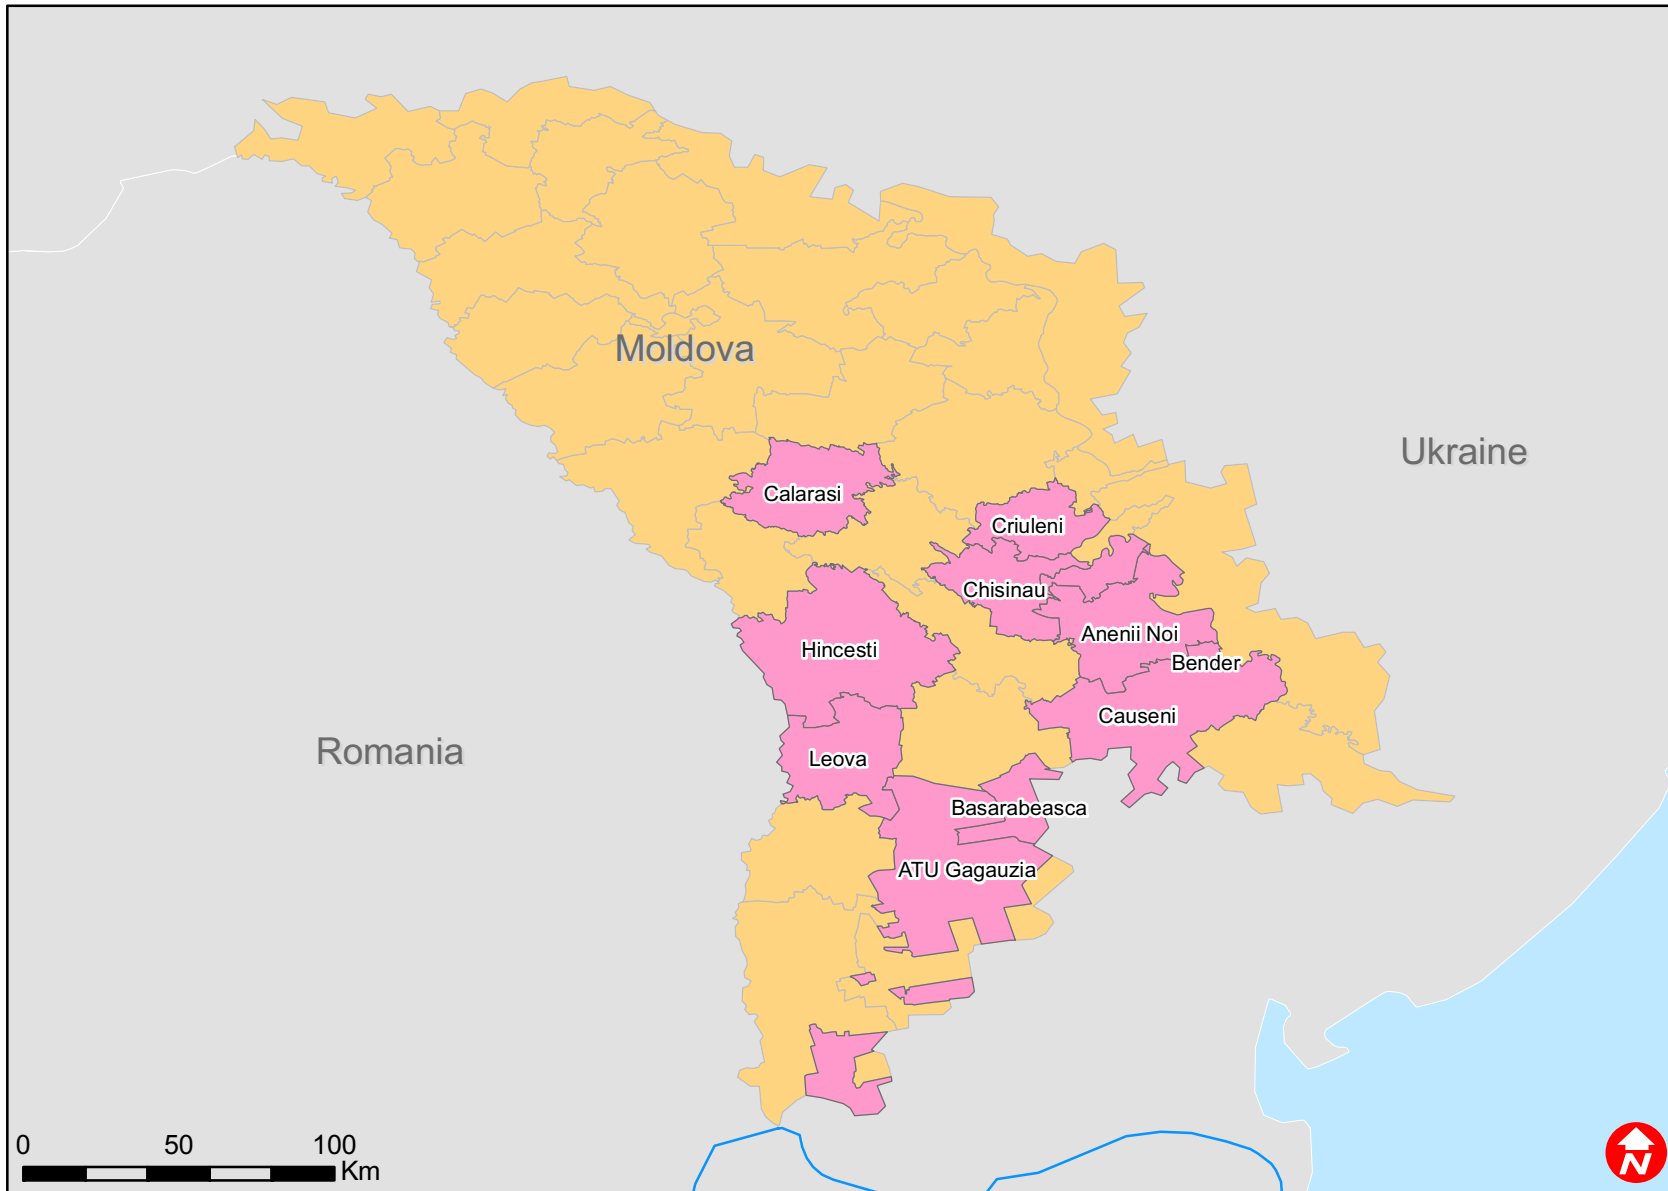 Moldova
Ukraine
Calarasi
Criuleni
Chisinau
Anenii Noi
Hincesti
Bender
Causeni
Romania
Leova
Basarabeasca
ATU Gagauzia
0 50 100
Km
N